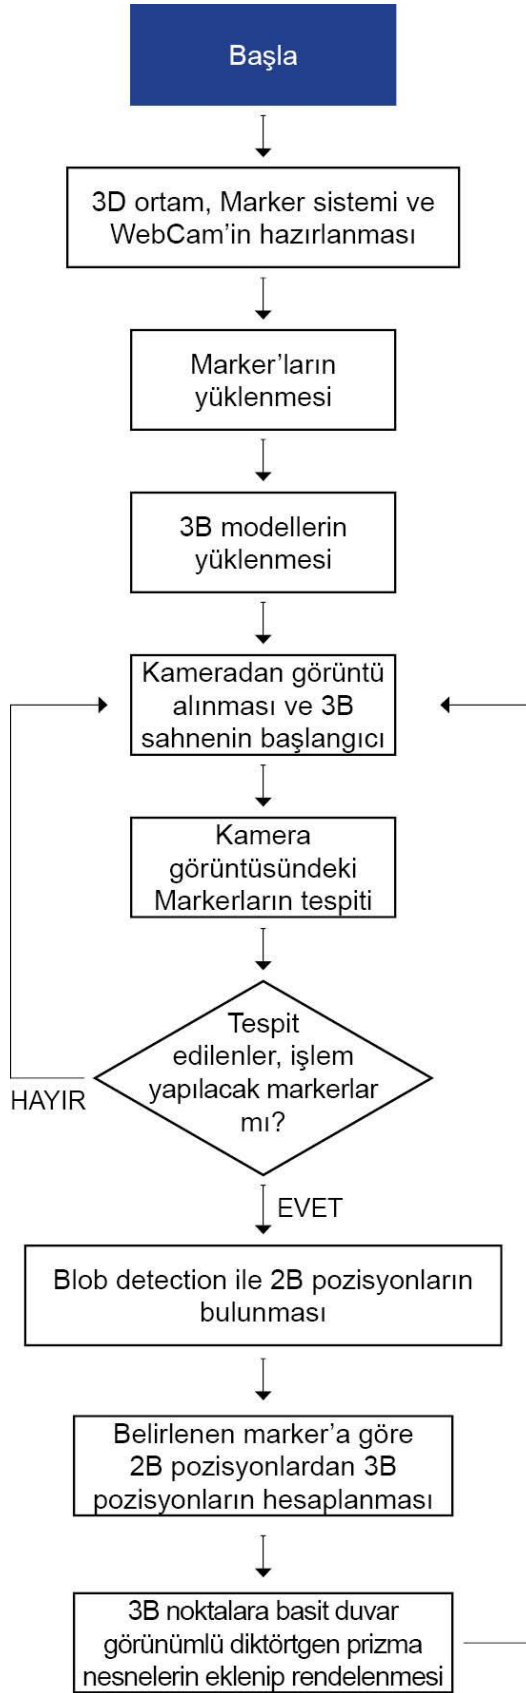 Başla
3D ortam, Marker sistemi ve
WebCam'in hazırlanması
Marker'ların
yüklenmesi
3B modellerin
yüklenmesi
Kameradan görüntü
alınması ve 3B
sahnenin başlangıcı
Kamera
görüntüsündeki
Markerların tespiti
Tespit
edilenler, işlem
yapılacak markerlar
mı?
HAYIR
EVET
Blob detection ile 2B pozisyonların
bulunması
Belirlenen marker'a göre
2B pozisyonlardan 3B
pozisyonların hesaplanması
3B noktalara basit duvar
görünümlü diktörtgen prizma
nesnelerin eklenip rendelenmesi